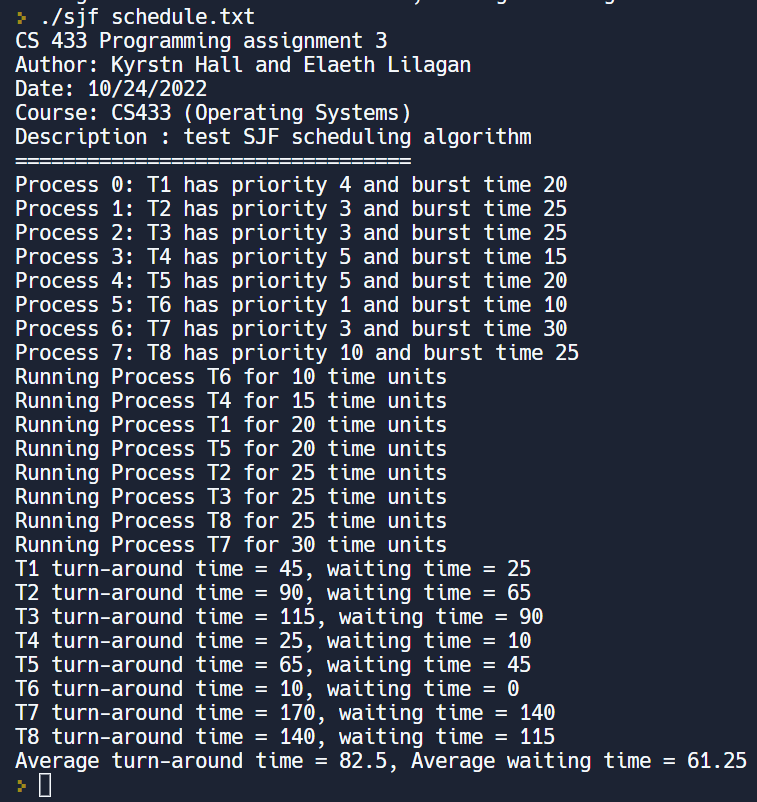 > ./sjf schedule.txt
CS 433 Programming assignment 3
Author: Kyrstn Hall and Elaeth Lilagan
Date: 10/24/2022
Course: CS433 (Operating Systems)
Description : test SJF scheduling algorithm
=================================
Process 0: T1 has priority 4 and burst time 20
Process 1: T2 has priority 3 and burst time 25
Process 2: T3 has priority 3 and burst time 25
Process 3: T4 has priority 5 and burst time 15
Process 4: T5 has priority 5 and burst time 20
Process 5: T6 has priority 1 and burst time 10
Process 6: T7 has priority 3 and burst time 30
Process 7: T8 has priority 10 and burst time 25
Running Process T6 for 10 time units
Running Process T4 for 15 time units
Running Process T1 for 20 time units
Running Process T5 for 20 time units
Running Process T2 for 25 time units
Running Process T3 for 25 time units
Running Process T8 for 25 time units
Running Process T7 for 30 time units
T1 turn-around time = 45, waiting time = 25
T2 turn-around time = 90, waiting time = 65
T3 turn-around time = 115, waiting time = 90
T4 turn-around time = 25, waiting time = 10
T5 turn-around time = 65, waiting time = 45
T6 turn-around time = 10, waiting time = 0
T7 turn-around time = 170, waiting time = 140
T8 turn-around time = 140, waiting time = 115
Average turn-around time = 82.5, Average waiting time = 61.25
>